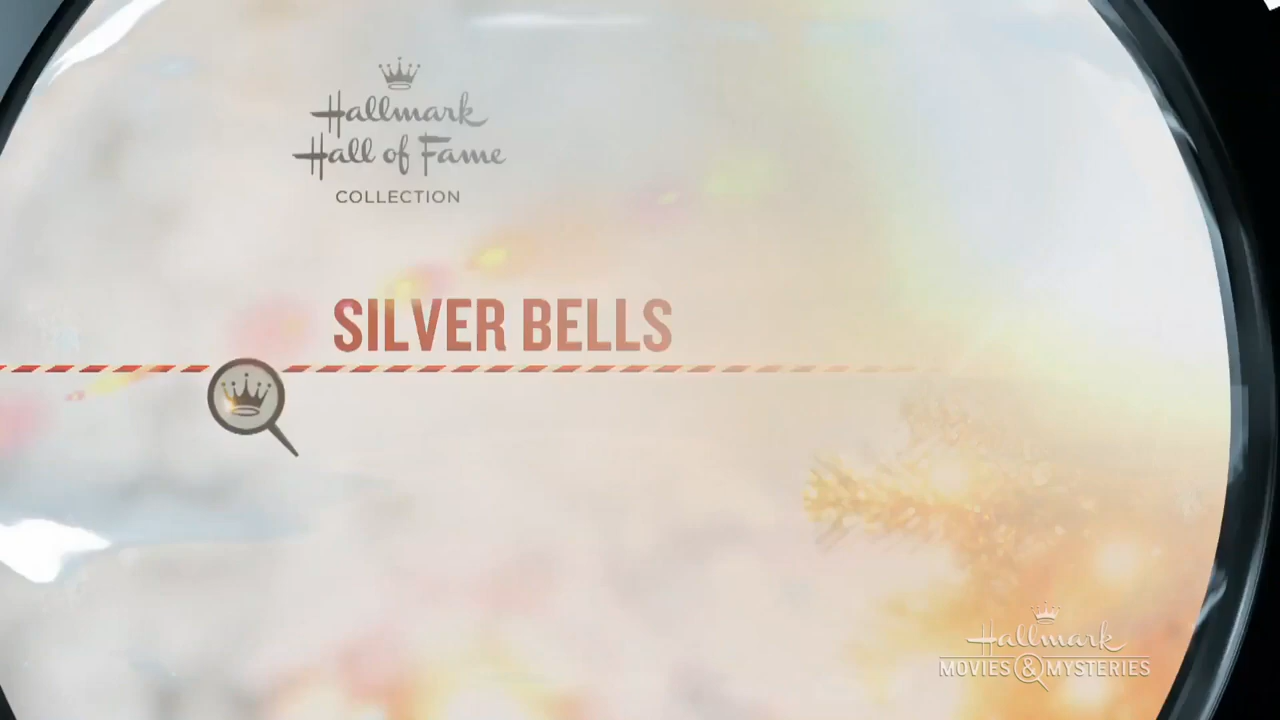 Hallmark
Hall of Fame
COLLECTION
SILVER BELLS
Hallmark
MOVIES & MYSTERIES